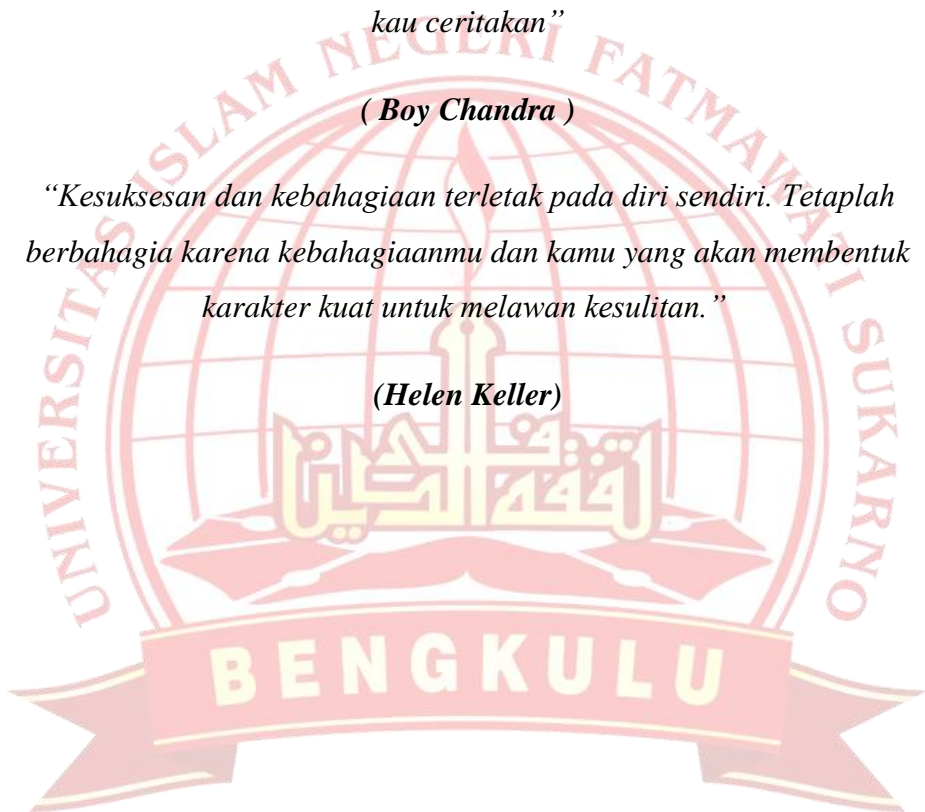 kau ceritakan”
( Boy Chandra )
“Kesuksesan dan kebahagiaan terletak pada diri sendiri. Tetaplah
berbahagia karena kebahagiaanmu dan kamu yang akan membentuk
karakter kuat untuk melawan kesulitan.”
(Helen Keller)
UNIVERSITAS ISLAM NEGERI FATMAWATI SUKARNO
BENGKULU